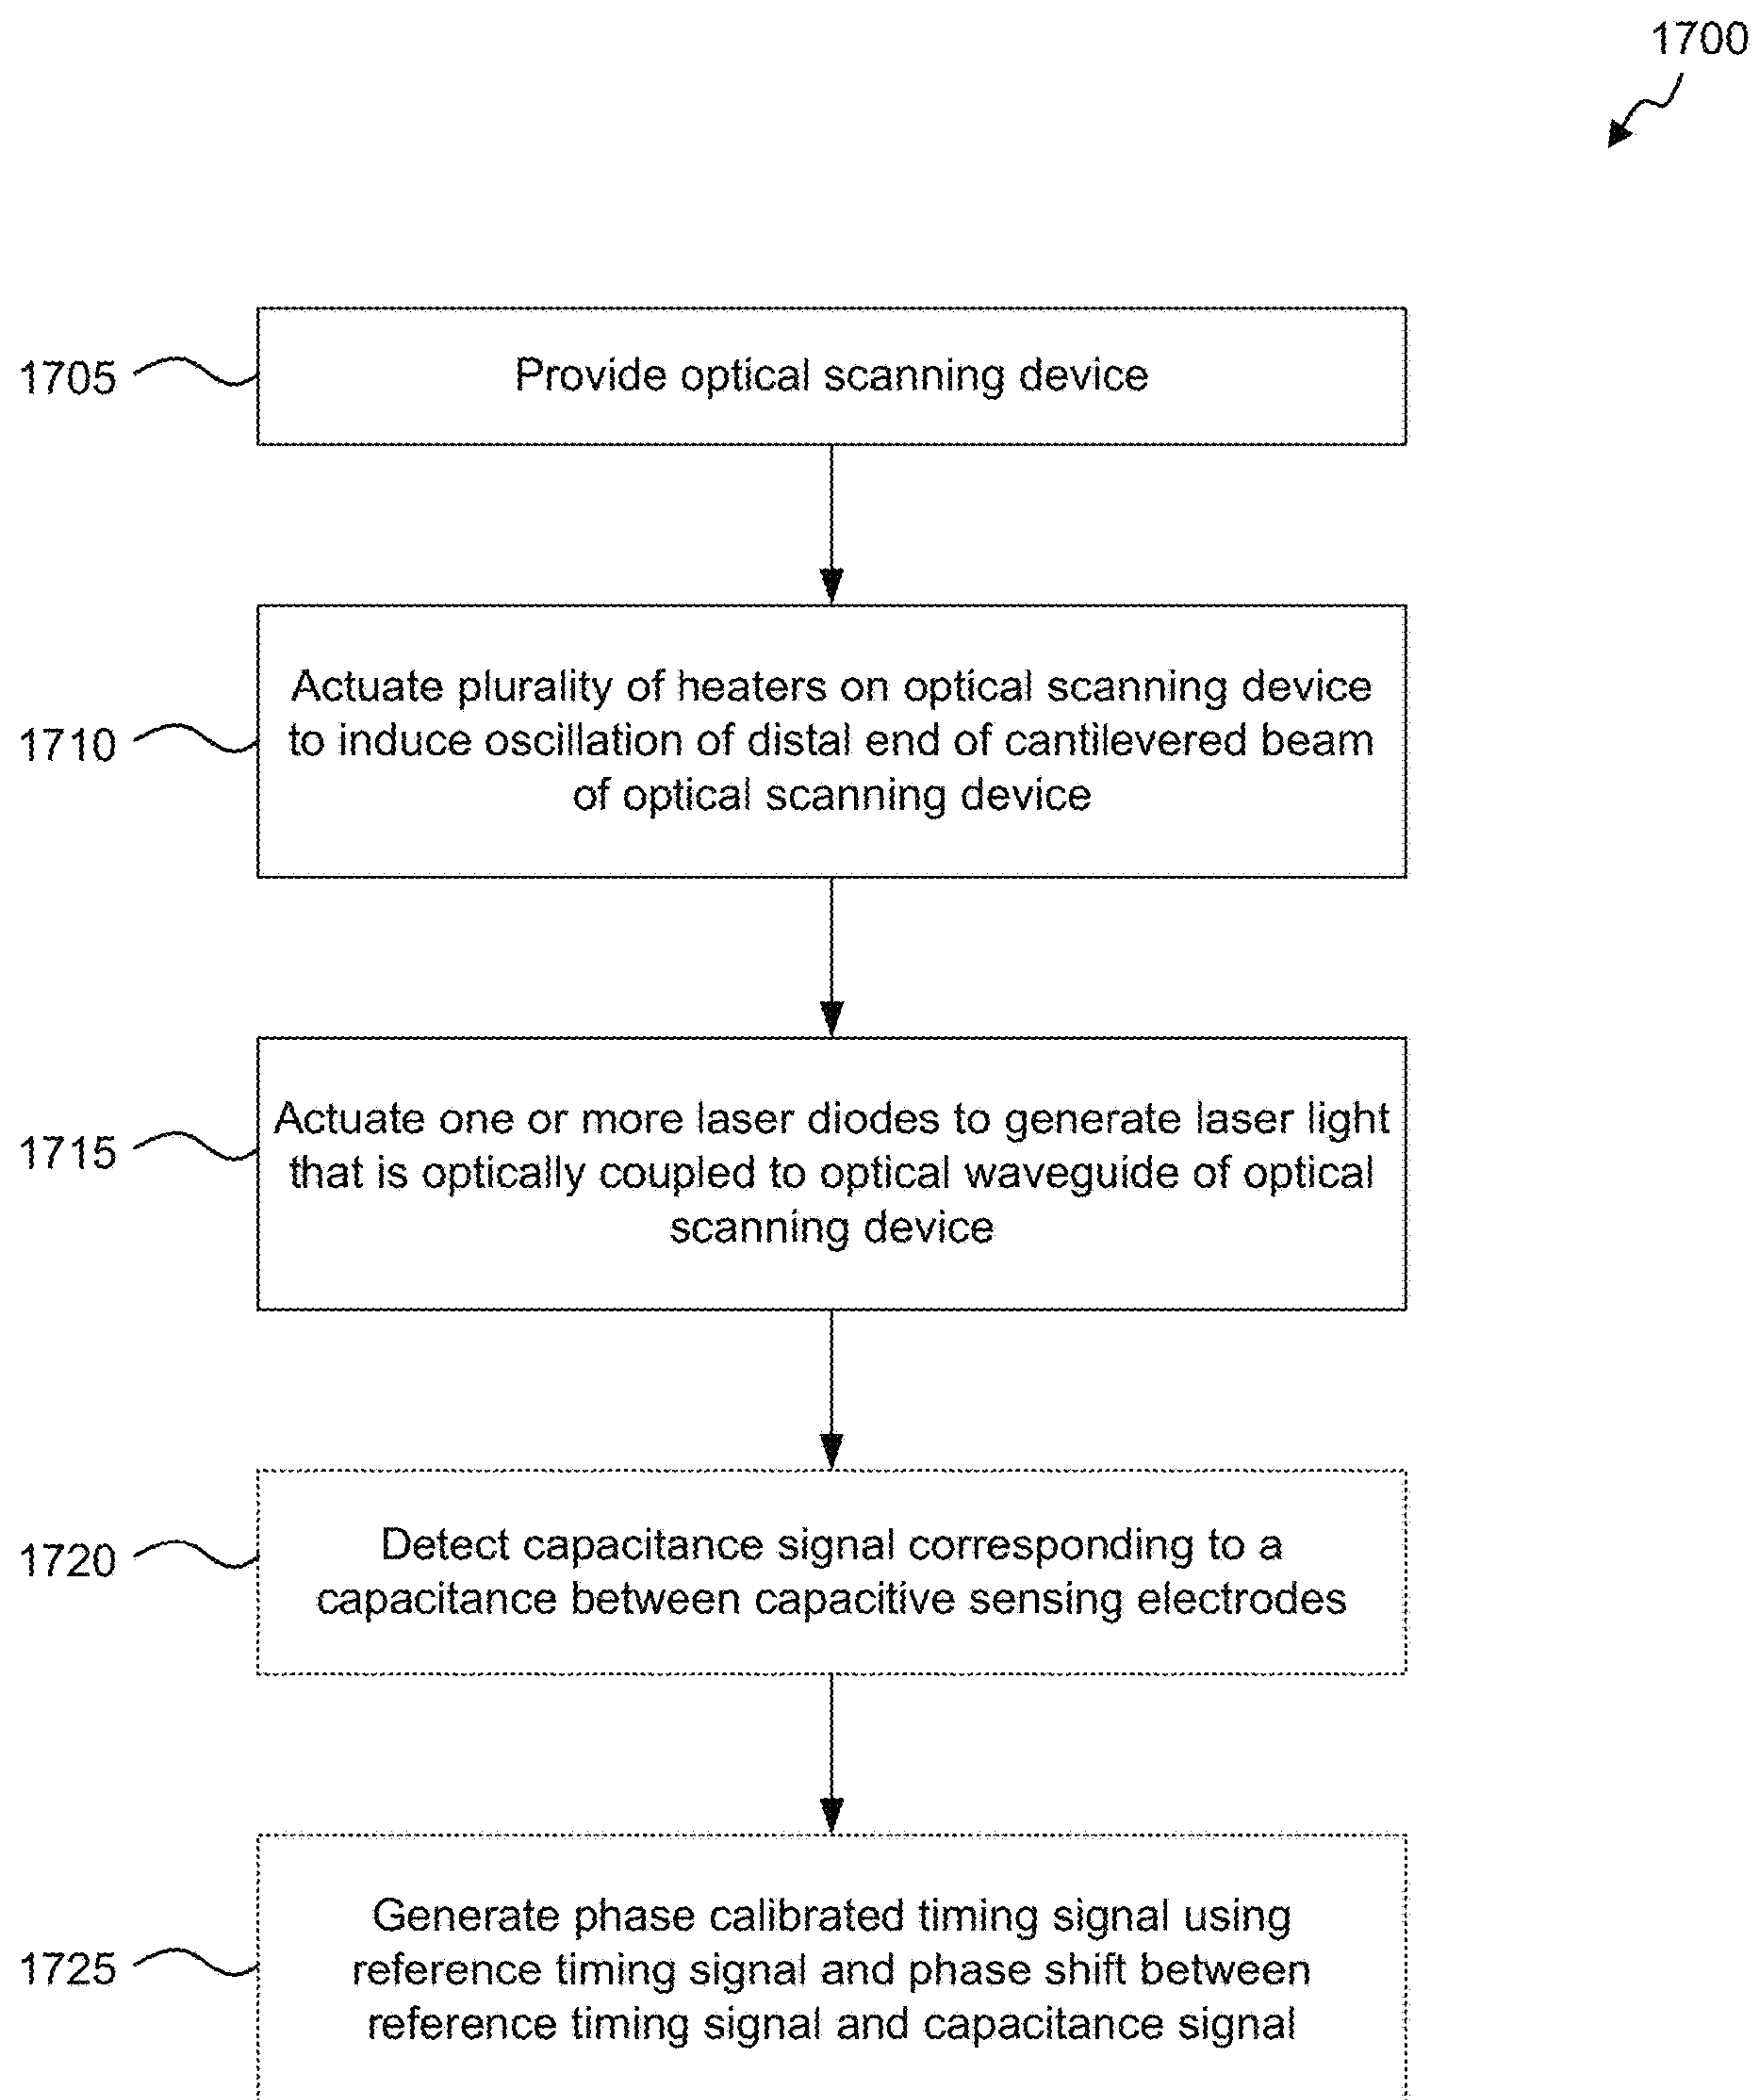 1700
1705
Provide optical scanning device
1710
Actuate plurality of heaters on optical scanning device
to induce oscillation of distal end of cantilevered beam
of optical scanning device
1715
Actuate one or more laser diodes to generate laser light
that is optically coupled to optical waveguide of optical
scanning device
1720
Detect capacitance signal corresponding to a
capacitance between capacitive sensing electrodes
1725
Generate phase calibrated timing signal using
reference timing signal and phase shift between
reference timing signal and capacitance signal